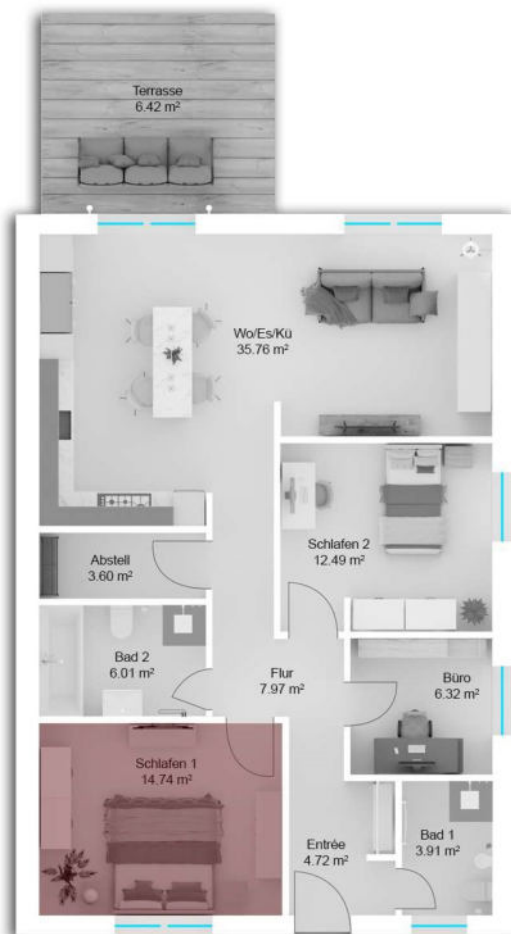 Terrasse
6.42 m²
Wo/Es/Kü
35.76 m²
Abstell
3.60 m²
Schlafen 2
12.49 m²
Bad 2
6.01 m²
Flur
7.97 m²
Büro
6.32 m²
Schlafen 1
14.74 m²
Entrée
4.72 m²
Bad 1
3.91 m²